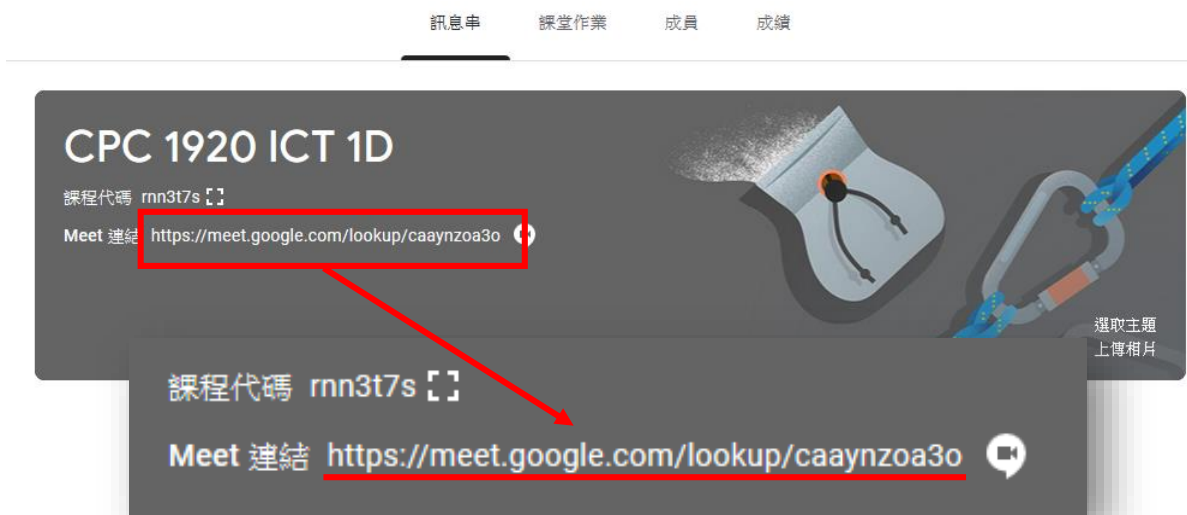 訊息串 課堂作業 成員 成績
CPC 1920 ICT 1D
課程代碼 rnn3t7s
Meet 連結 https://meet.google.com/lookup/caaynzoa3o
選取主題
上傳相片
課程代碼 rnn3t7s
Meet 連結 https://meet.google.com/lookup/caaynzoa3o